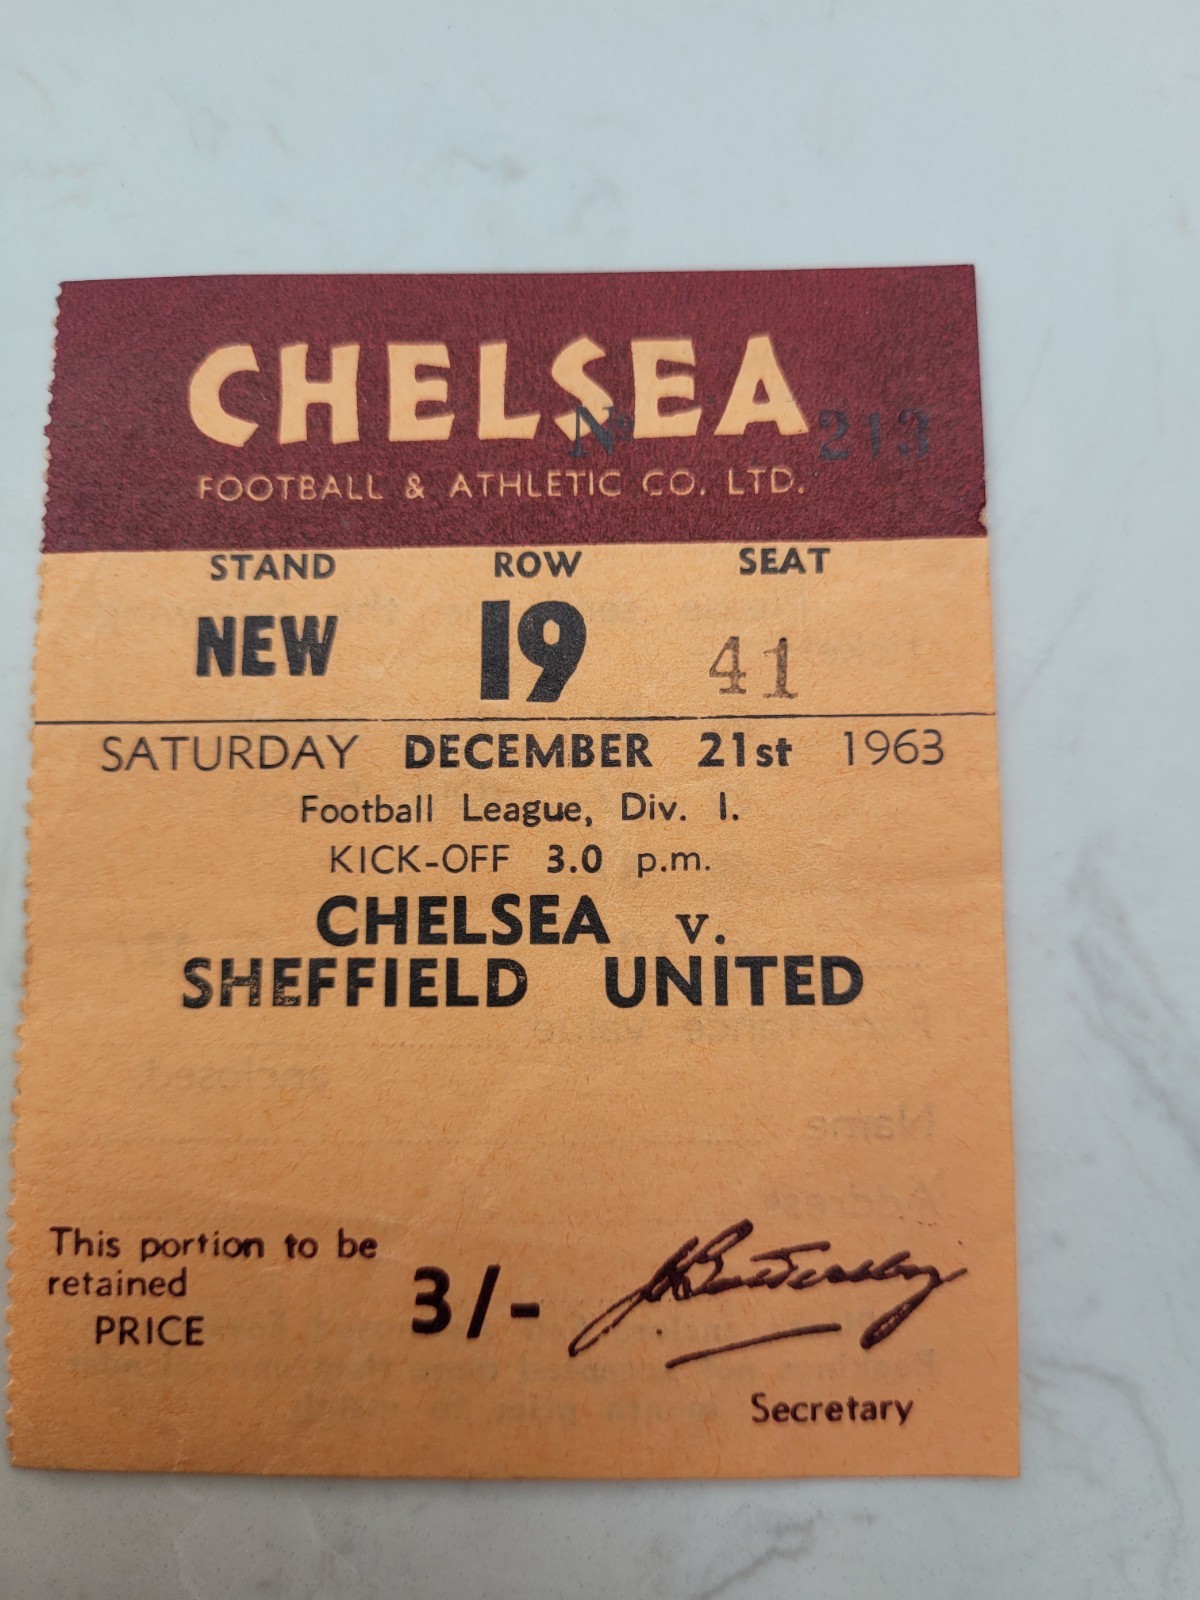 CHELSEA
Nº 213
FOOTBALL & ATHLETIC CO. LTD.
STAND ROW SEAT
NEW 19 41
SATURDAY DECEMBER 21st 1963
Football League, Div. I.
KICK-OFF 3.0 p.m.
CHELSEA v.
SHEFFIELD UNITED
This portion to be
retained
PRICE 3/-
J Battersby
Secretary